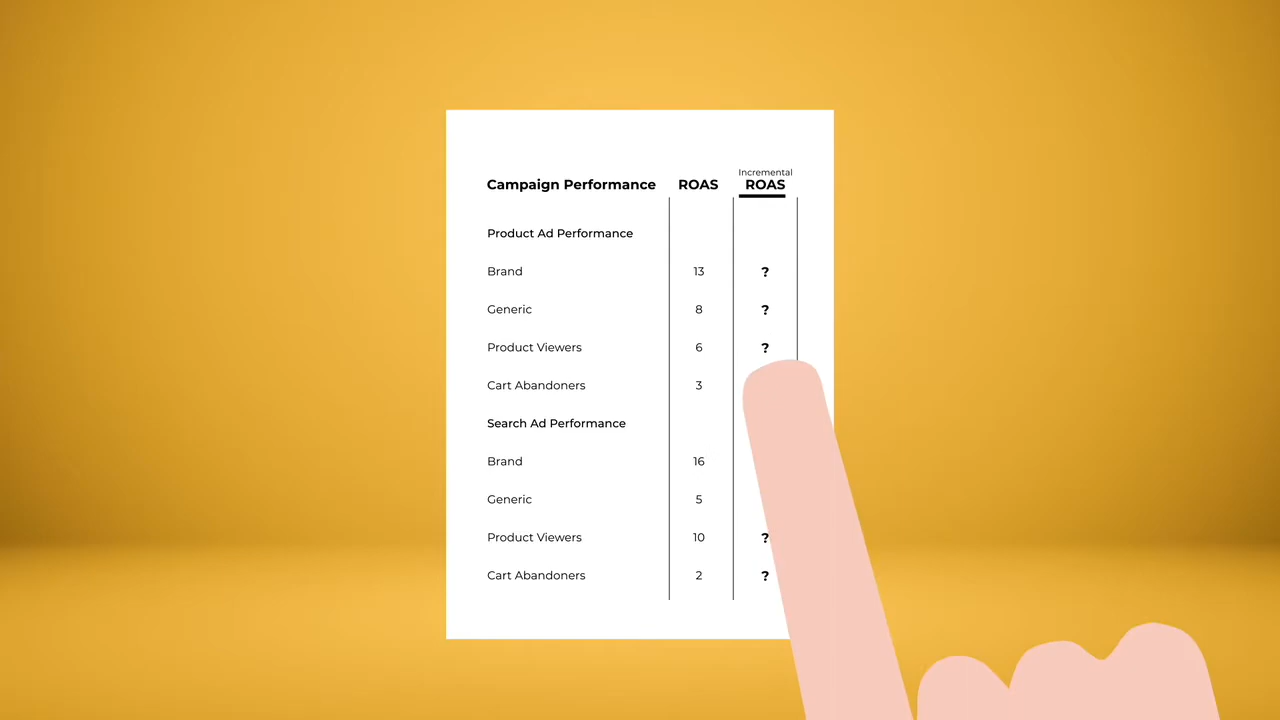 Incremental
Campaign Performance ROAS ROAS
Product Ad Performance
Brand 13 ?
Generic 8 ?
Product Viewers 6 ?
Cart Abandoners 3
Search Ad Performance
Brand 16
Generic 5
Product Viewers 10 ?
Cart Abandoners 2 ?